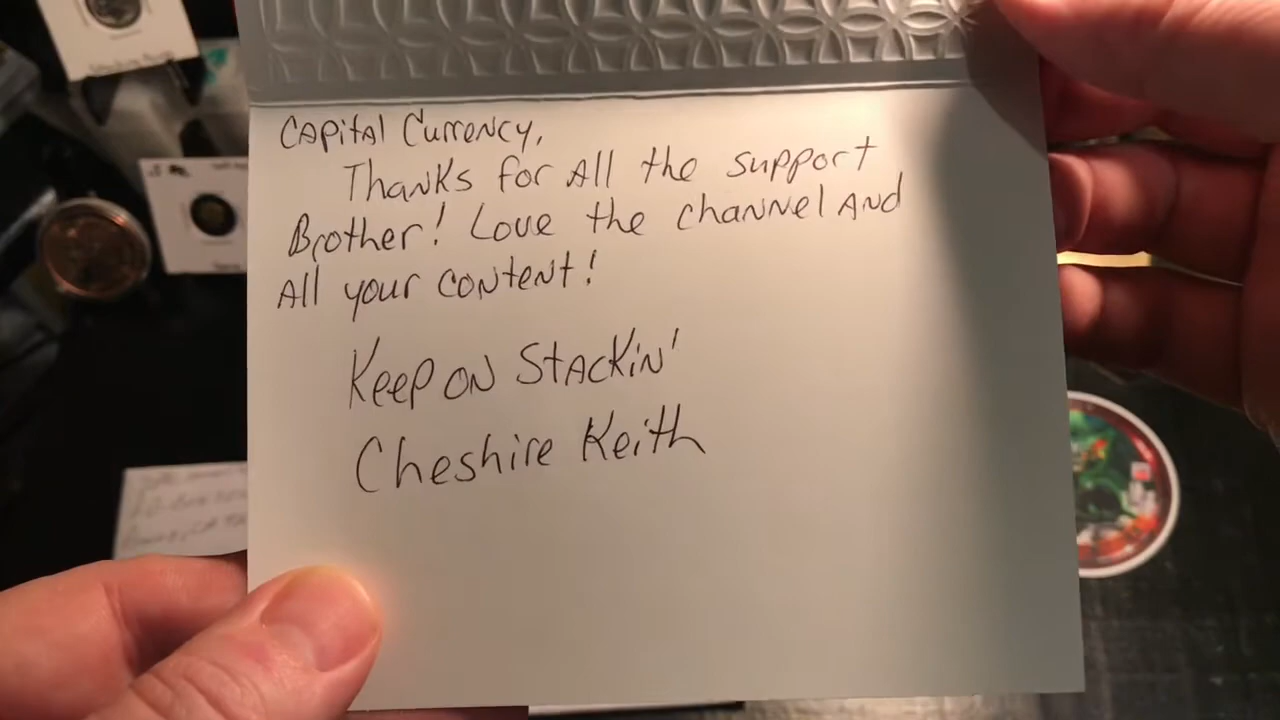 Capital Currency,
Thanks for All the support
Brother! Love the channel And
All your content!
Keep on Stackin'
Cheshire Keith